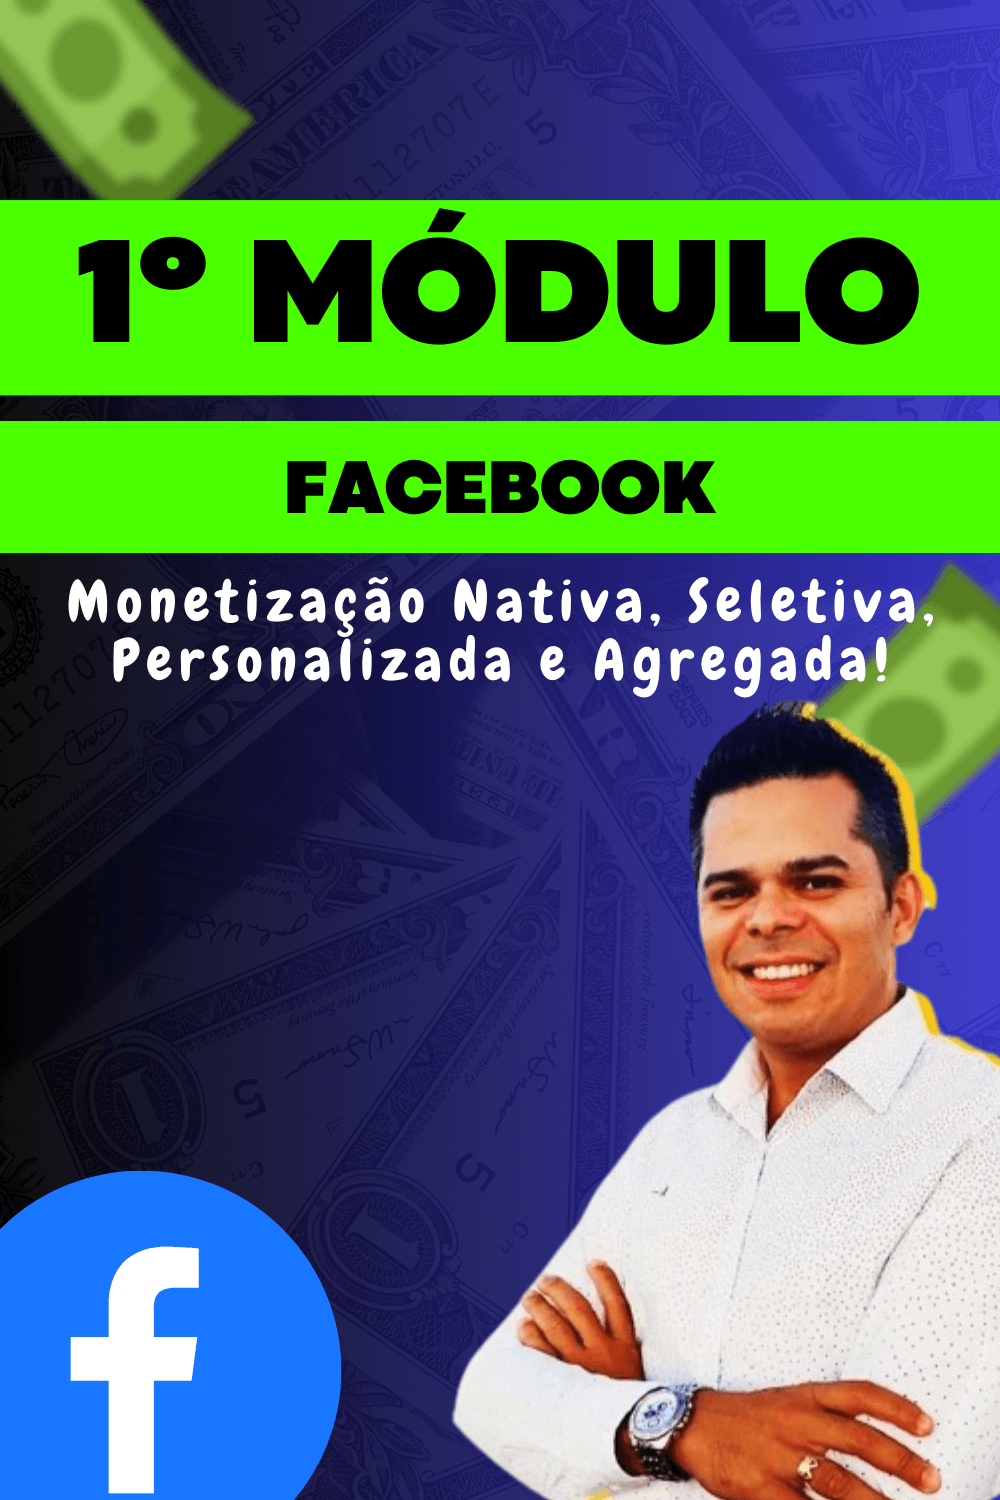 1º MÓDULO
FACEBOOK
Monetização Nativa, Seletiva,
Personalizada e Agregada!
f